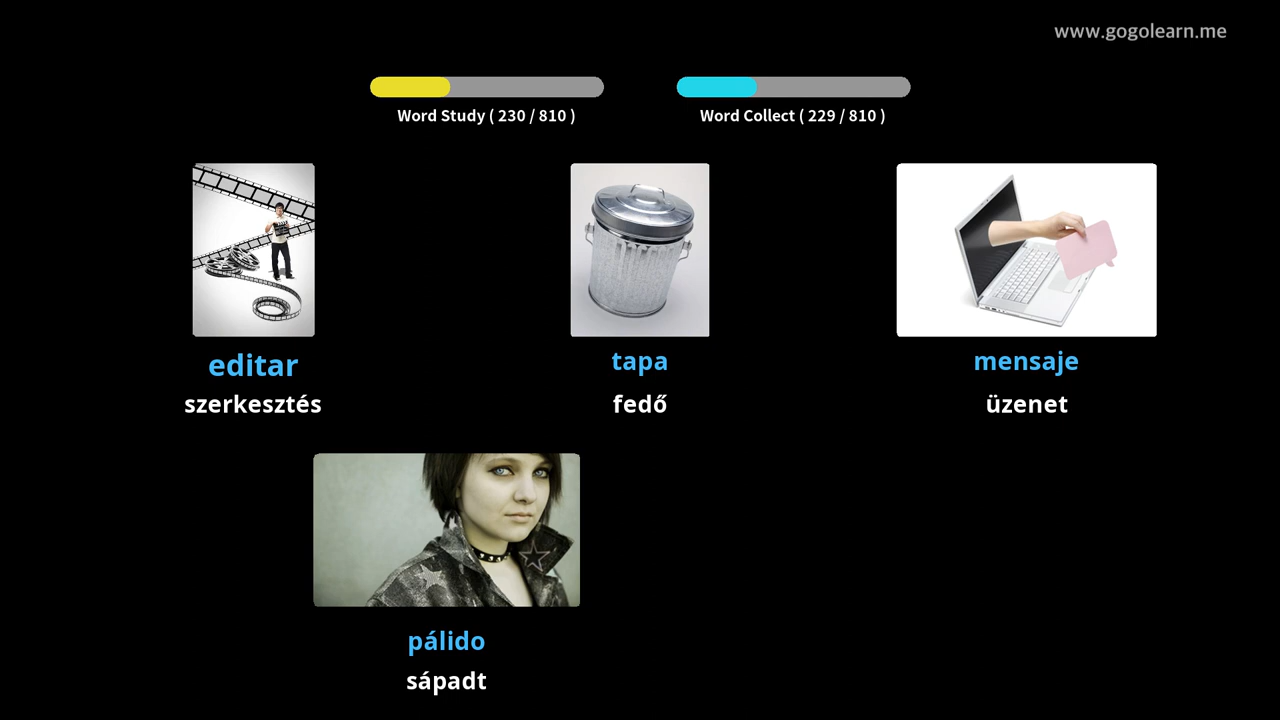 www.gogolearn.me
Word Study ( 230 / 810 )
Word Collect ( 229 / 810 )
editar
szerkesztés
tapa
fedő
mensaje
üzenet
pálido
sápadt